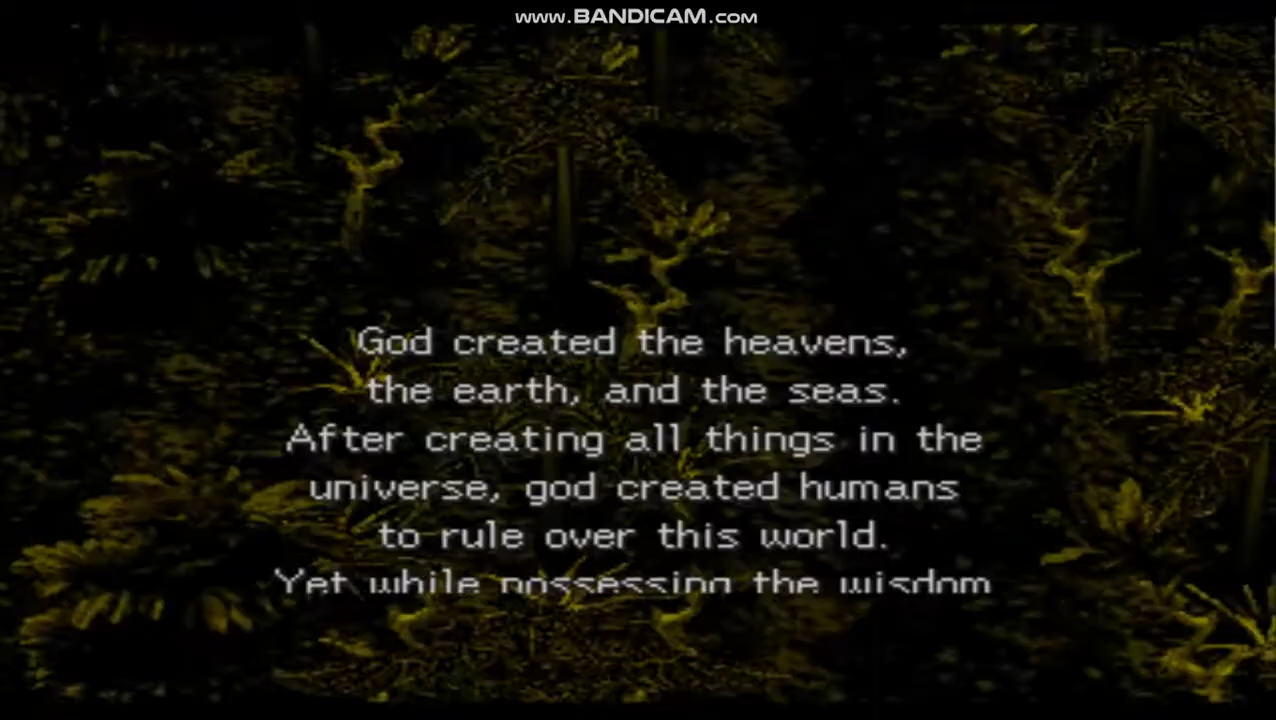 www.BANDICAM.com
God created the heavens,
the earth, and the seas.
After creating all things in the
universe, god created humans
to rule over this world.
Yet while possessing the wisdom